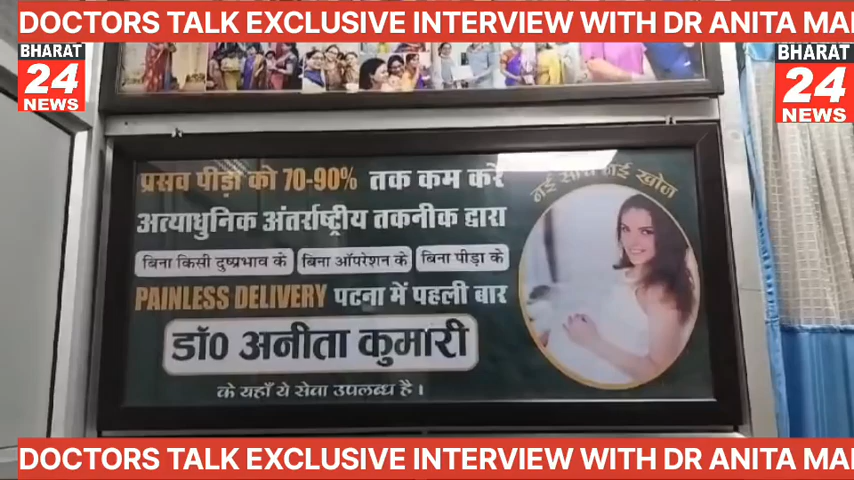 DOCTORS TALK EXCLUSIVE INTERVIEW WITH DR ANITA
BHARAT
24
NEWS
BHARAT
24
NEWS
प्रसव पीड़ा को 70-90% तक कम करें
नई सोच नई खोज
अत्याधुनिक अंतर्राष्ट्रीय तकनीक द्वारा
बिना किसी दुष्प्रभाव के बिना ऑपरेशन के बिना पीड़ा के
PAINLESS DELIVERY पटना में पहली बार
डॉ0 अनीता कुमारी
के यहाँ ये सेवा उपलब्ध है।
DOCTORS TALK EXCLUSIVE INTERVIEW WITH DR ANITA